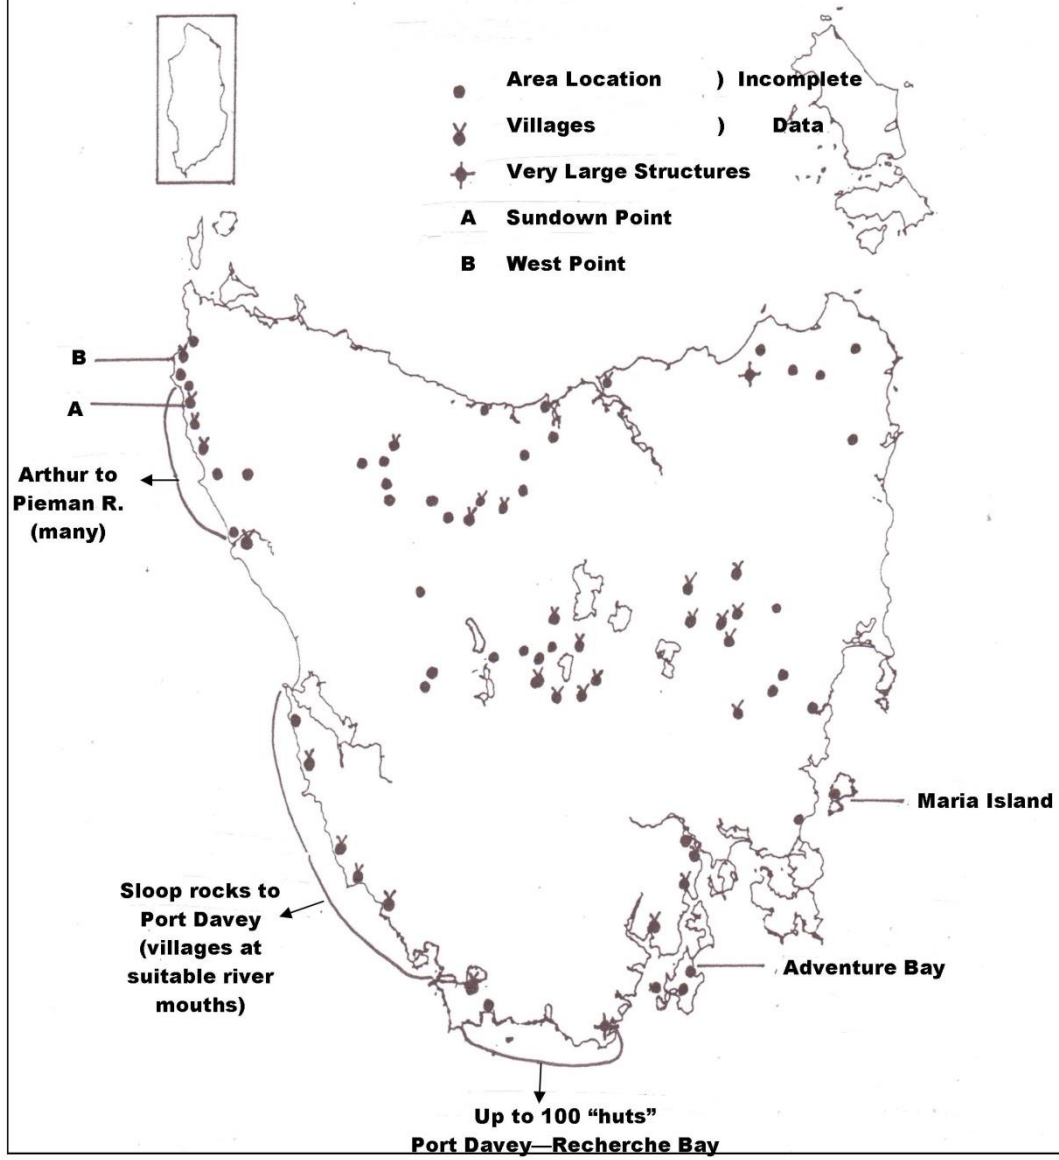 Area Location ) Incomplete
Villages ) Data
Very Large Structures
A Sundown Point
B West Point
B
A
Arthur to
Pieman R.
(many)
Maria Island
Sloop rocks to
Port Davey
(villages at
suitable river
mouths)
Adventure Bay
Up to 100 “huts”
Port Davey—Recherche Bay